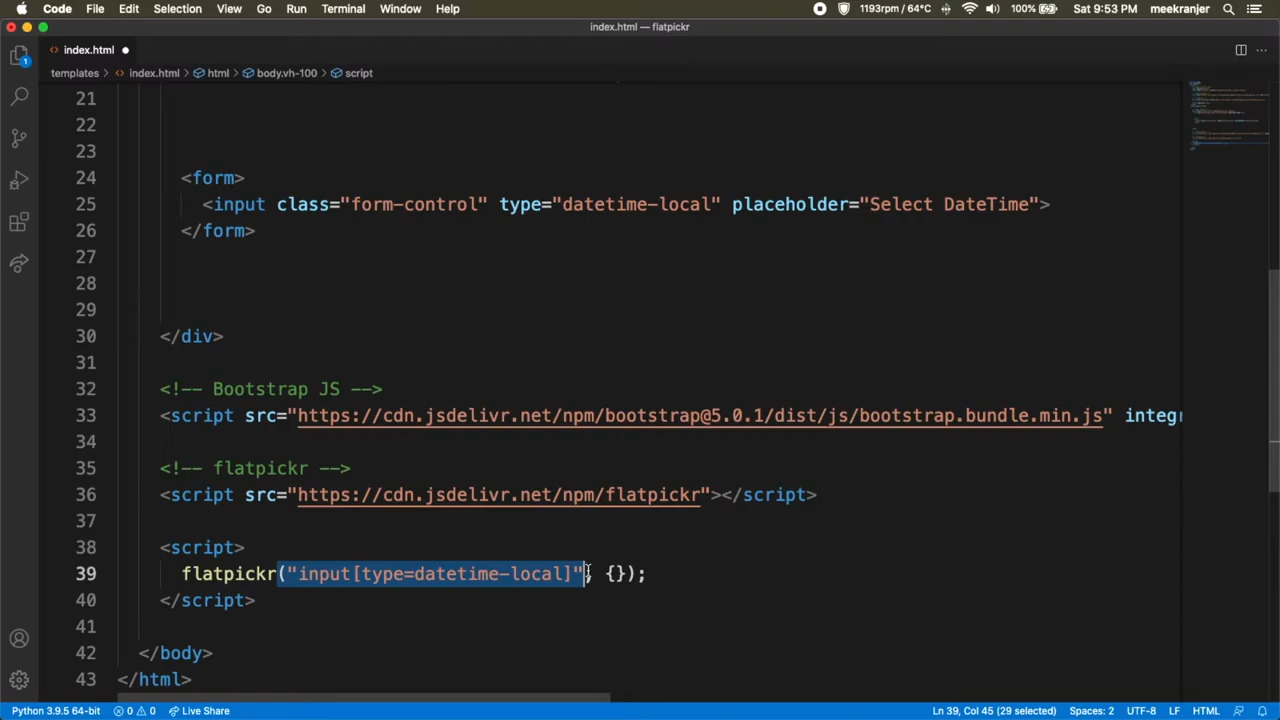 Code File Edit Selection View Go Run Terminal Window Help 1193rpm / 64°C 100% Sat 9:53 PM meekranjer
index.html — flatpickr
index.html
templates > index.html > html > body.vh-100 > script
21
22
23
24 <form>
25 <input class="form-control" type="datetime-local" placeholder="Select DateTime">
26 </form>
27
28
29
30 </div>
31
32 <!-- Bootstrap JS -->
33 <script src="https://cdn.jsdelivr.net/npm/bootstrap@5.0.1/dist/js/bootstrap.bundle.min.js" integr
34
35 <!-- flatpickr -->
36 <script src="https://cdn.jsdelivr.net/npm/flatpickr"></script>
37
38 <script>
39 flatpickr("input[type=datetime-local]", {});
40 </script>
41
42 </body>
43 </html>
1
Python 3.9.5 64-bit 0 0 Live Share Ln 39, Col 45 (29 selected) Spaces: 2 UTF-8 LF HTML